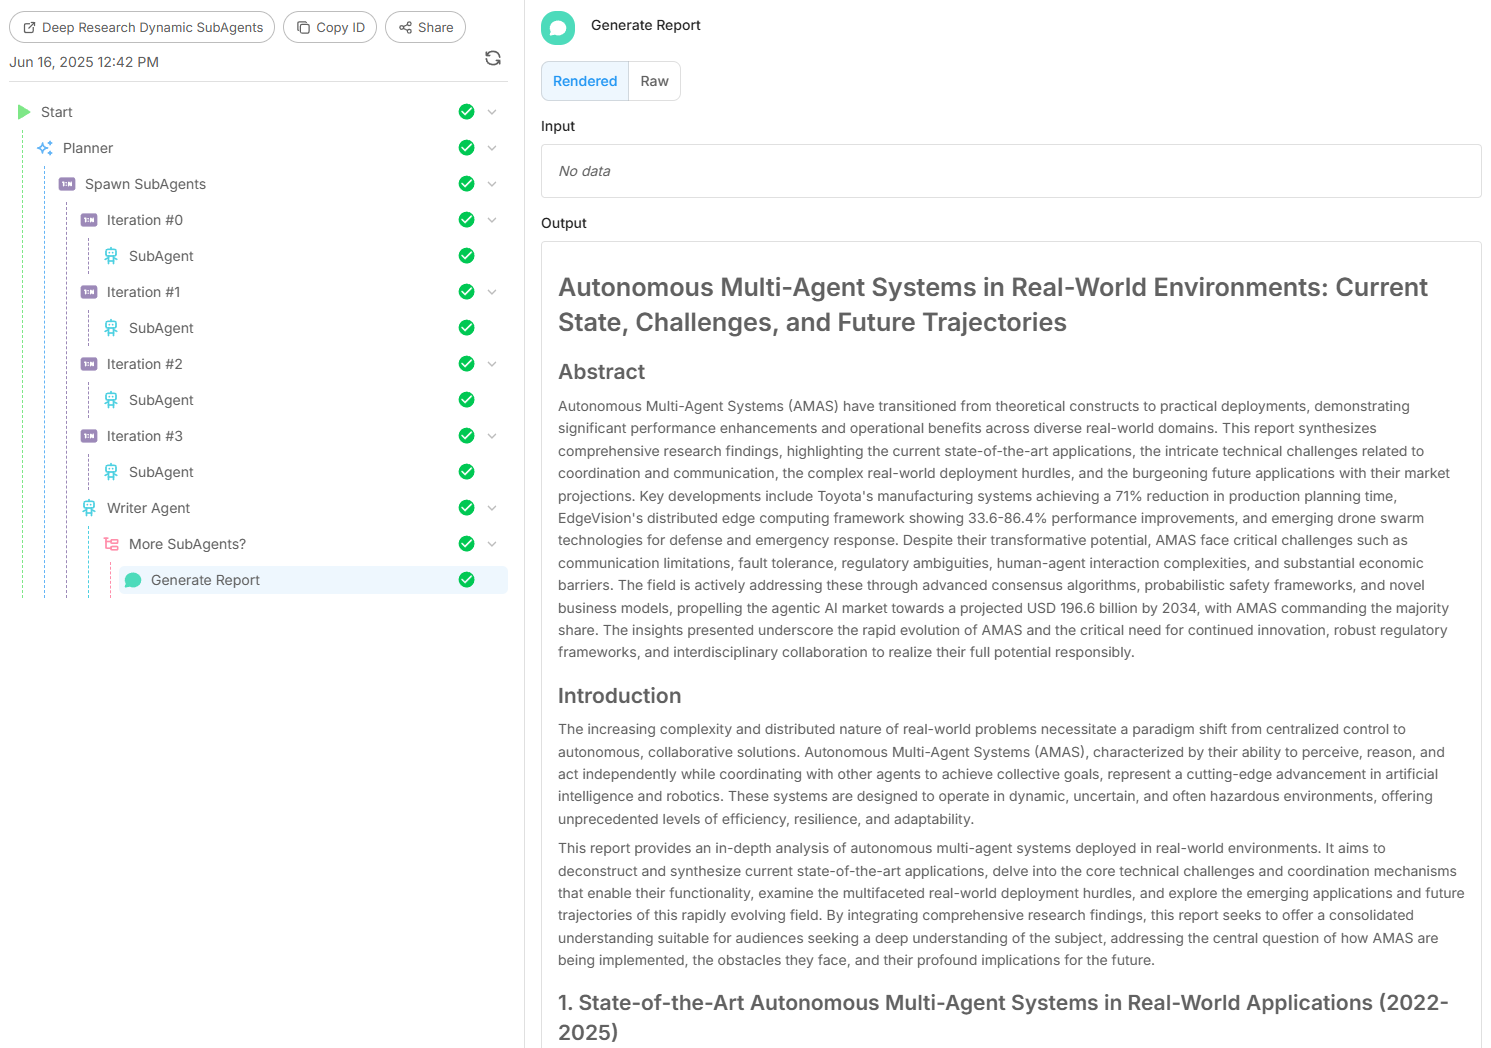 Deep Research Dynamic SubAgents
Copy ID
Share
Jun 16, 2025 12:42 PM
Start
Planner
1:N Spawn SubAgents
1:N Iteration #0
SubAgent
1:N Iteration #1
SubAgent
1:N Iteration #2
SubAgent
1:N Iteration #3
SubAgent
Writer Agent
More SubAgents?
Generate Report
Generate Report
Rendered
Raw
Input
No data
Output
Autonomous Multi-Agent Systems in Real-World Environments: Current
State, Challenges, and Future Trajectories
Abstract
Autonomous Multi-Agent Systems (AMAS) have transitioned from theoretical constructs to practical deployments, demonstrating
significant performance enhancements and operational benefits across diverse real-world domains. This report synthesizes
comprehensive research findings, highlighting the current state-of-the-art applications, the intricate technical challenges related to
coordination and communication, the complex real-world deployment hurdles, and the burgeoning future applications with their market
projections. Key developments include Toyota's manufacturing systems achieving a 71% reduction in production planning time,
EdgeVision's distributed edge computing framework showing 33.6-86.4% performance improvements, and emerging drone swarm
technologies for defense and emergency response. Despite their transformative potential, AMAS face critical challenges such as
communication limitations, fault tolerance, regulatory ambiguities, human-agent interaction complexities, and substantial economic
barriers. The field is actively addressing these through advanced consensus algorithms, probabilistic safety frameworks, and novel
business models, propelling the agentic AI market towards a projected USD 196.6 billion by 2034, with AMAS commanding the majority
share. The insights presented underscore the rapid evolution of AMAS and the critical need for continued innovation, robust regulatory
frameworks, and interdisciplinary collaboration to realize their full potential responsibly.
Introduction
The increasing complexity and distributed nature of real-world problems necessitate a paradigm shift from centralized control to
autonomous, collaborative solutions. Autonomous Multi-Agent Systems (AMAS), characterized by their ability to perceive, reason, and
act independently while coordinating with other agents to achieve collective goals, represent a cutting-edge advancement in artificial
intelligence and robotics. These systems are designed to operate in dynamic, uncertain, and often hazardous environments, offering
unprecedented levels of efficiency, resilience, and adaptability.
This report provides an in-depth analysis of autonomous multi-agent systems deployed in real-world environments. It aims to
deconstruct and synthesize current state-of-the-art applications, delve into the core technical challenges and coordination mechanisms
that enable their functionality, examine the multifaceted real-world deployment hurdles, and explore the emerging applications and future
trajectories of this rapidly evolving field. By integrating comprehensive research findings, this report seeks to offer a consolidated
understanding suitable for audiences seeking a deep understanding of the subject, addressing the central question of how AMAS are
being implemented, the obstacles they face, and their profound implications for the future.
1. State-of-the-Art Autonomous Multi-Agent Systems in Real-World Applications (2022-
2025)